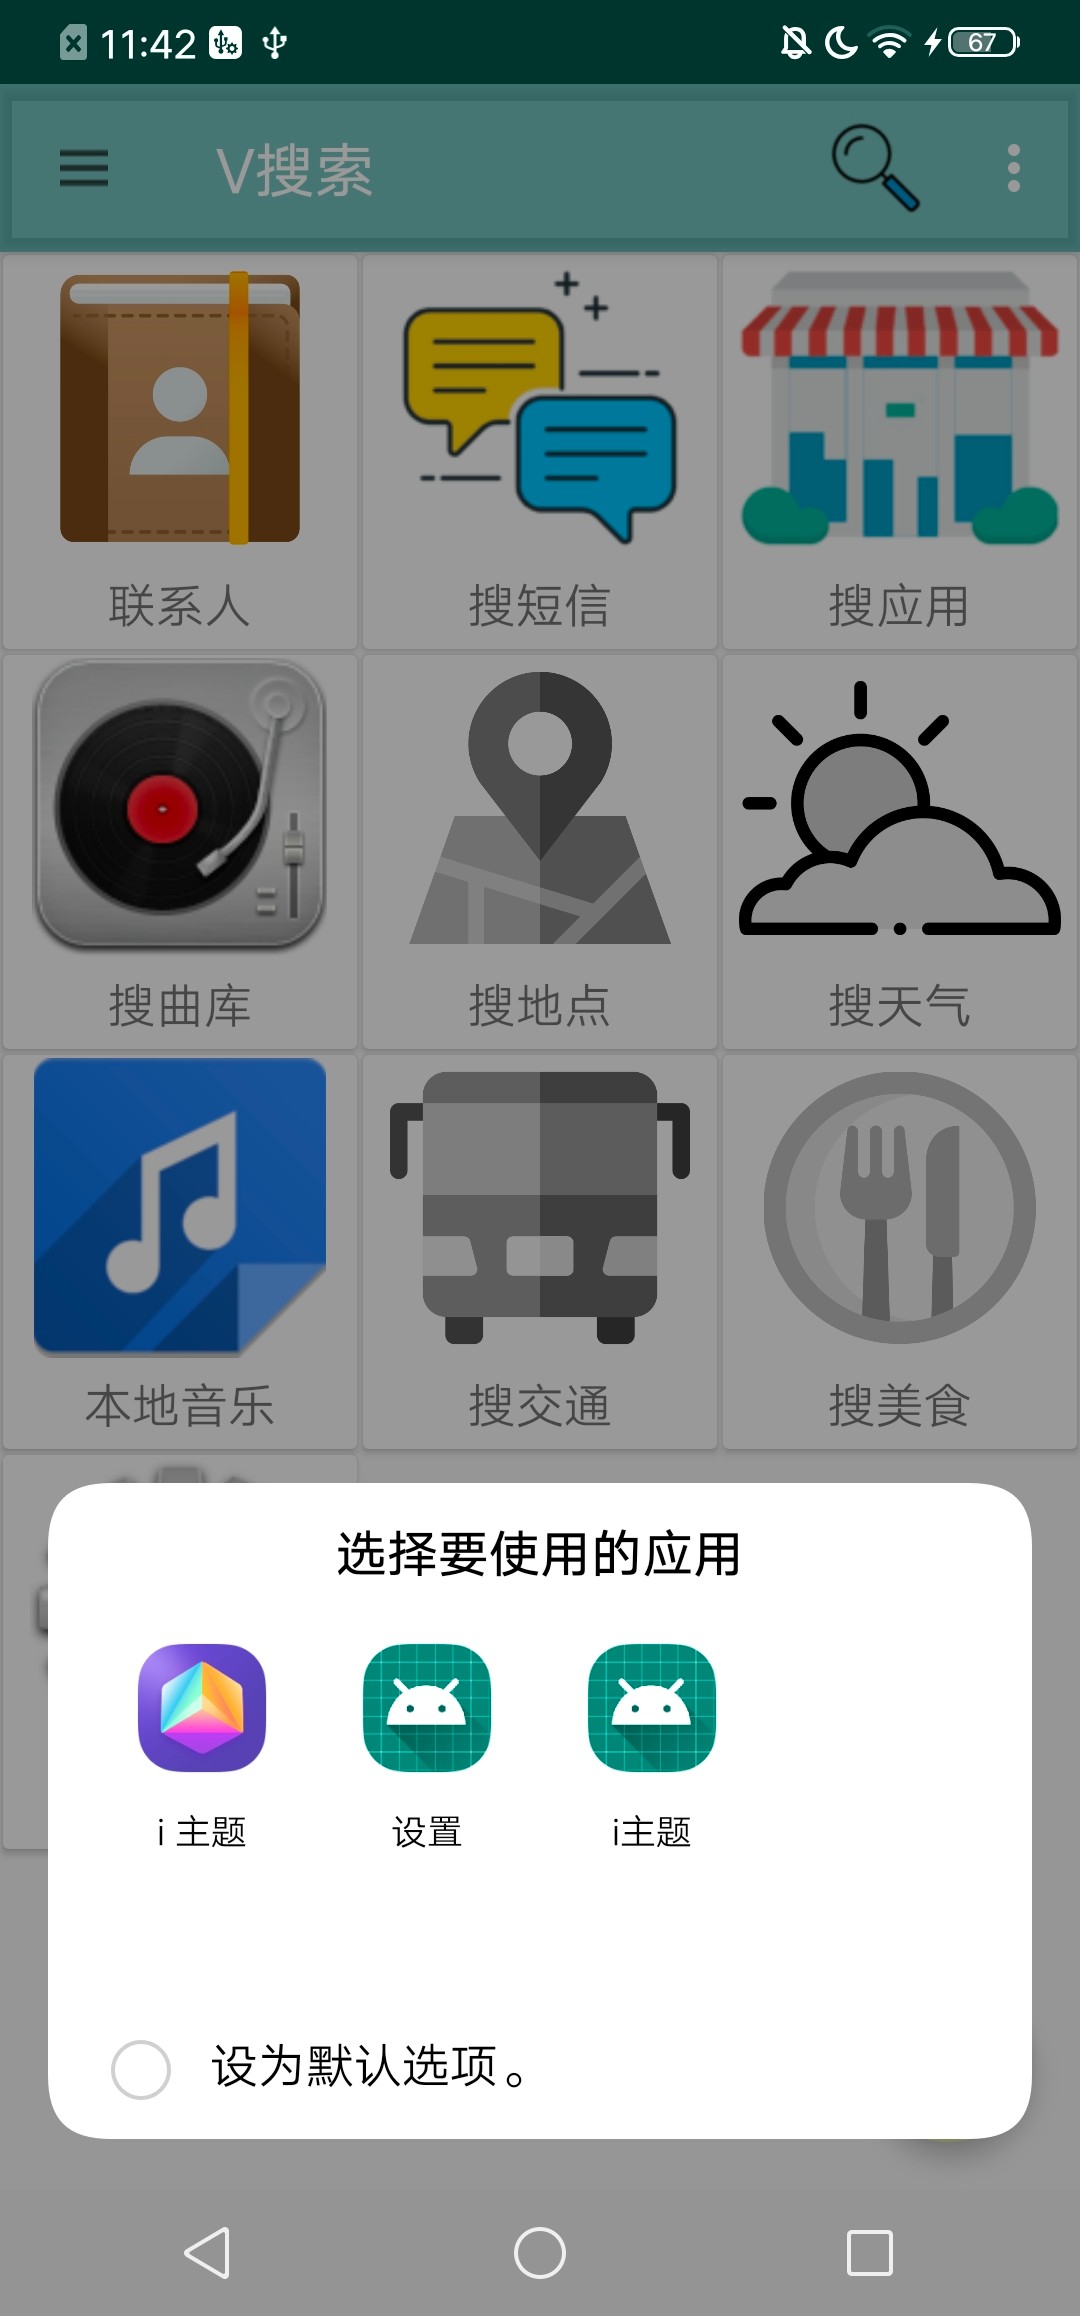 11:42
67
V搜索
联系人
搜短信
搜应用
搜曲库
搜地点
搜天气
本地音乐
搜交通
搜美食
选择要使用的应用
i 主题
设置
i主题
设为默认选项。